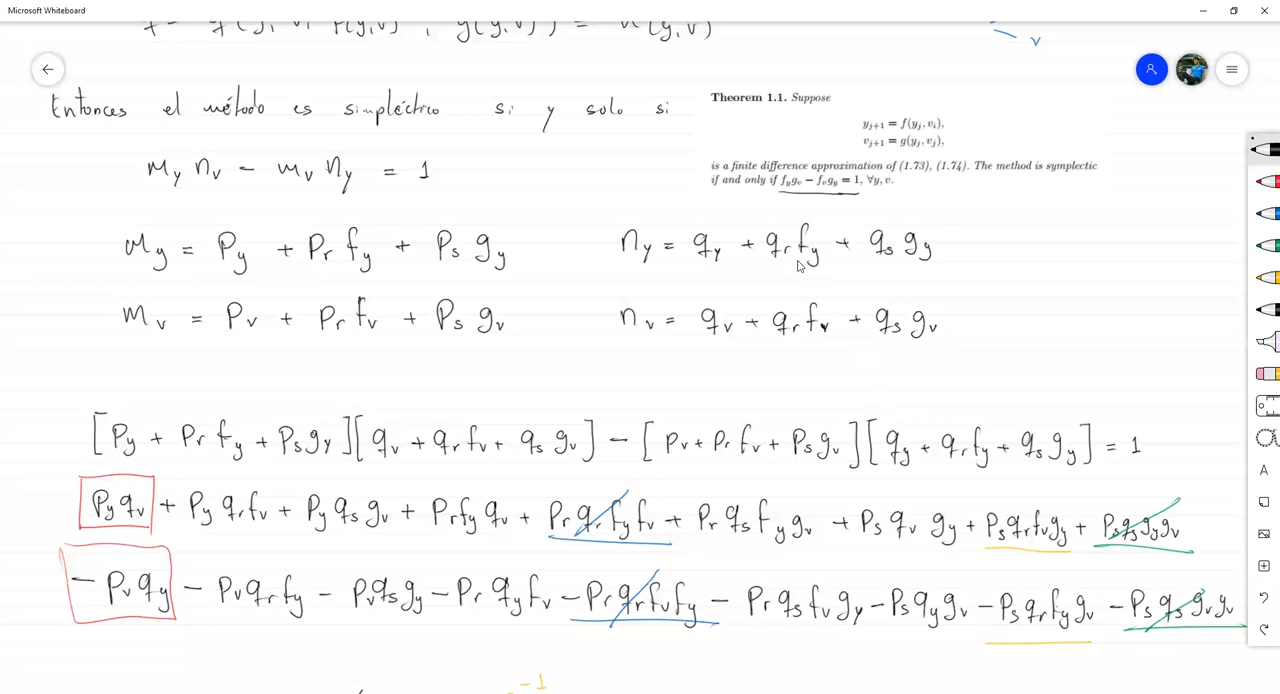 Microsoft Whiteboard
v
Entonces el método es simpléctico si y solo si
Theorem 1.1. Suppose
y_{j+1} = f(y_j, v_i),
v_{j+1} = g(y_j, v_j),
is a finite difference approximation of (1.73), (1.74). The method is symplectic
if and only if f_y g_v − f_v g_y = 1, ∀y, v.
m_y n_v - m_v n_y = 1
m_y = P_y + P_r f_y + P_s g_y
n_y = q_y + q_r f_y + q_s g_y
m_v = P_v + P_r f_v + P_s g_v
n_v = q_v + q_r f_v + q_s g_v
[P_y + P_r f_y + P_s g_y][q_v + q_r f_v + q_s g_v] - [P_v + P_r f_v + P_s g_v][q_y + q_r f_y + q_s g_y] = 1
P_y q_v + P_y q_r f_v + P_y q_s g_v + P_r f_y q_v + P_r q_r f_y f_v + P_r q_s f_y g_v + P_s q_v g_y + P_s q_r f_v g_y + P_s q_s g_y g_v
- P_v q_y - P_v q_r f_y - P_v q_s g_y - P_r q_y f_v - P_r q_r f_v f_y - P_r q_s f_v g_y - P_s q_y g_v - P_s q_r f_y g_v - P_s q_s g_v g_v
-1